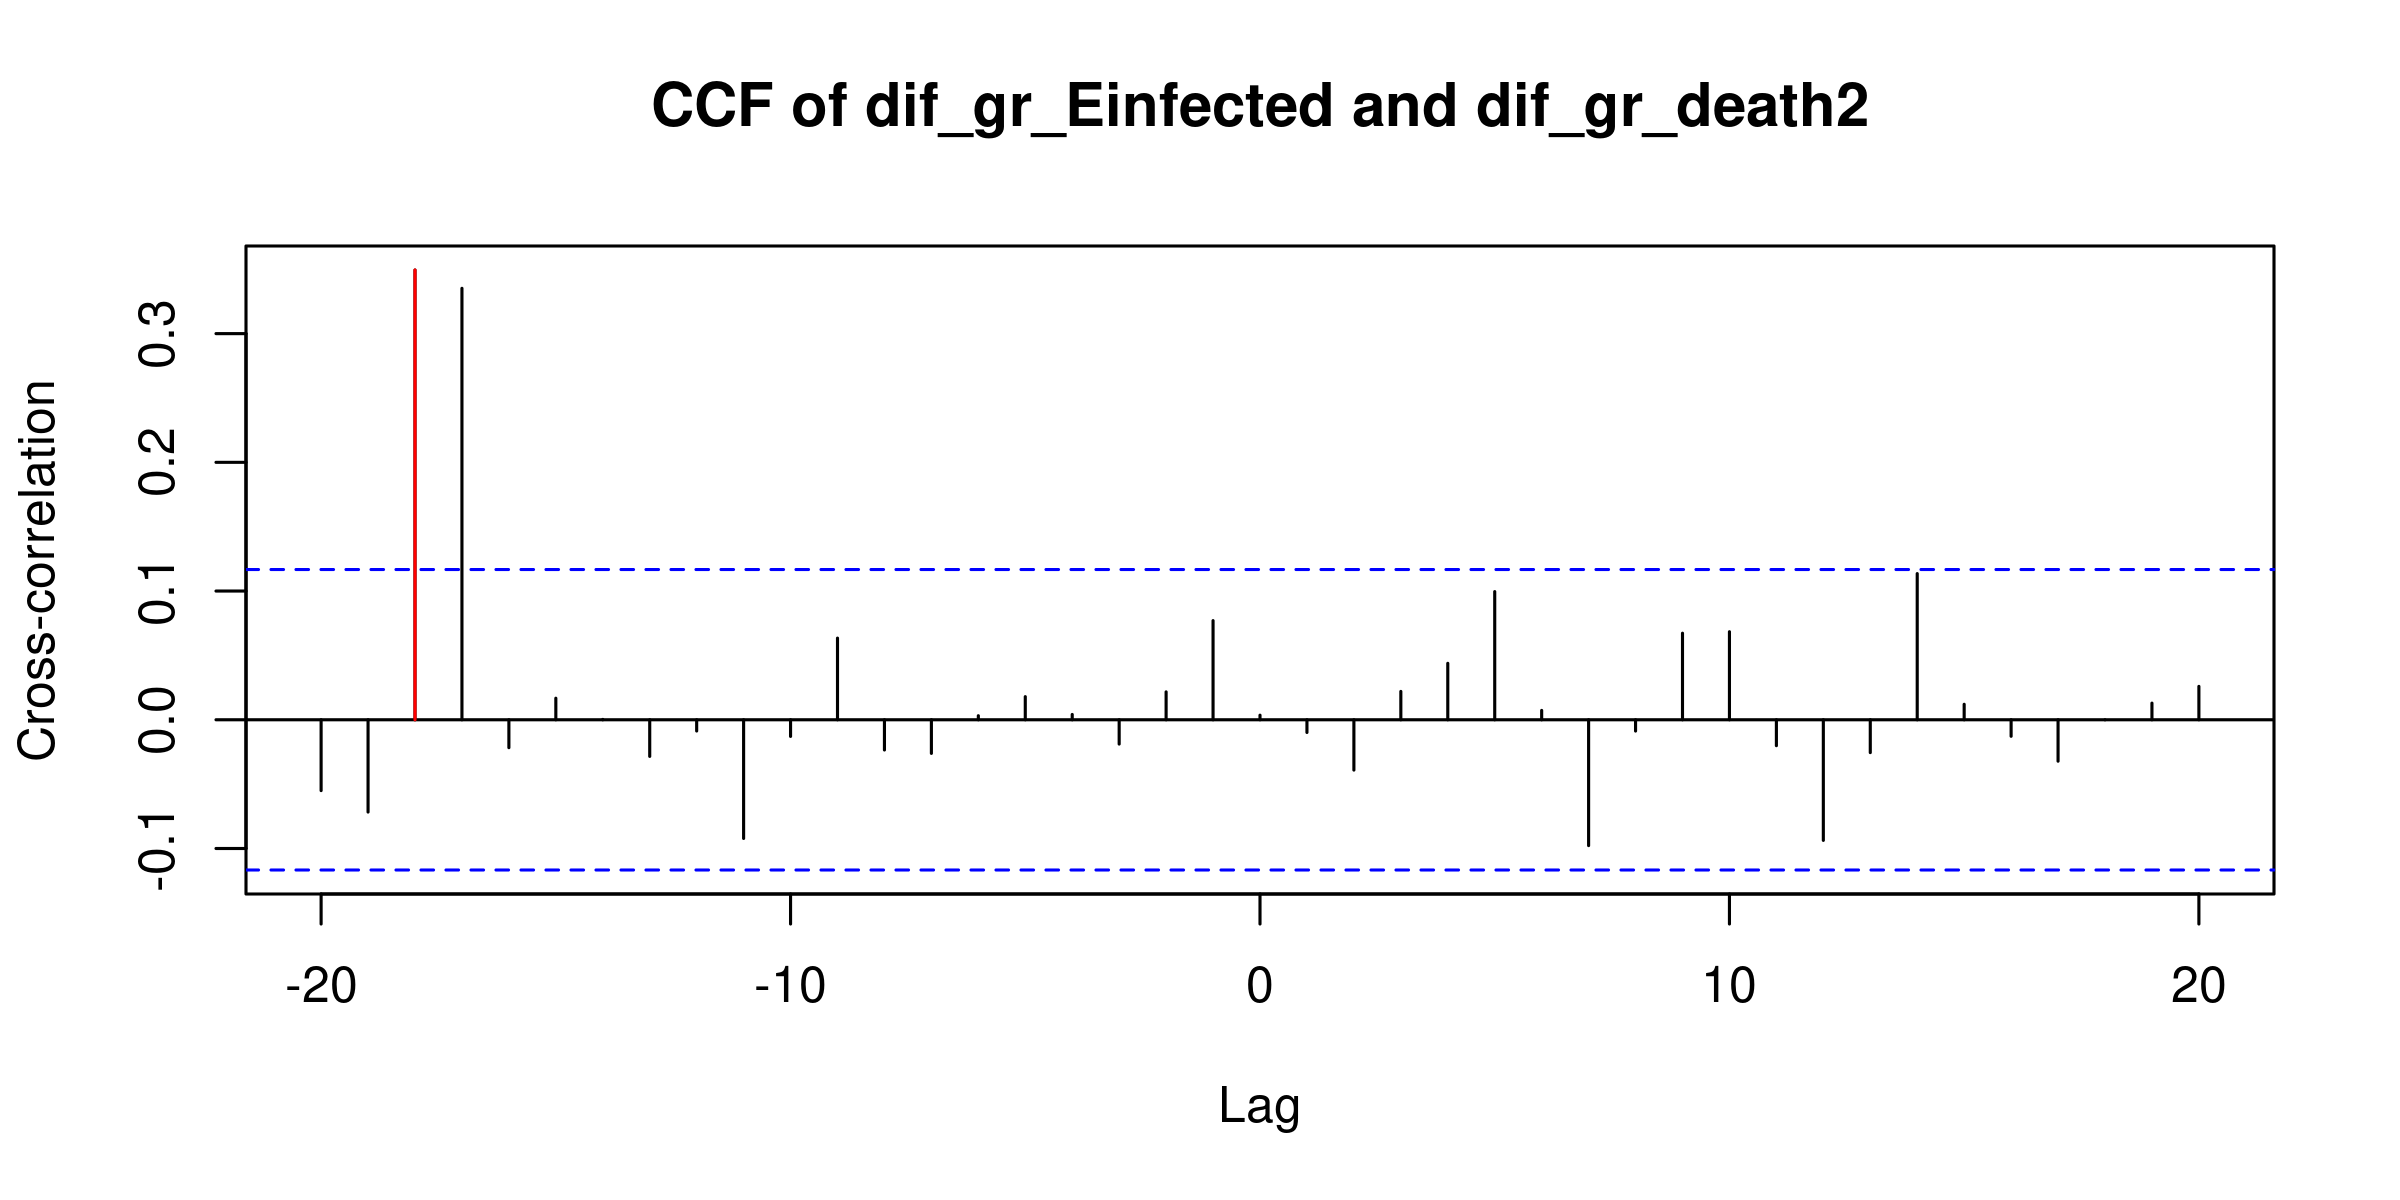 CCF of dif_gr_Einfected and dif_gr_death2
Cross-correlation
0.3
0.2
0.1
0.0
-0.1
-20 -10 0 10 20
Lag